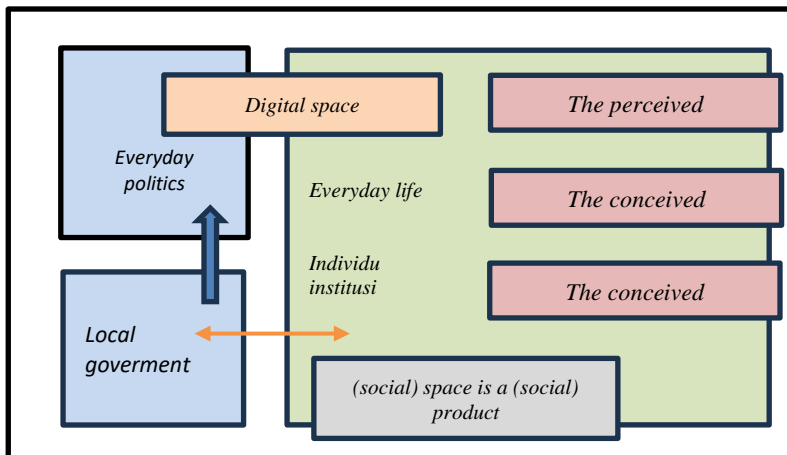 Digital space
The perceived
Everyday
politics
Everyday life
The conceived
Individu
institusi
The conceived
Local
goverment
(social) space is a (social)
product